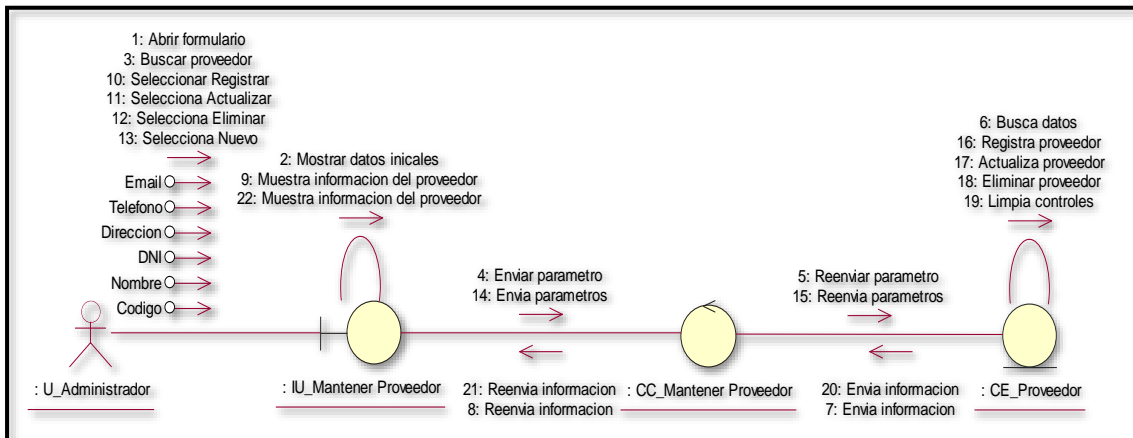 1: Abrir formulario
3: Buscar proveedor
10: Seleccionar Registrar
11: Selecciona Actualizar
12: Selecciona Eliminar
13: Selecciona Nuevo
Email
Telefono
Direccion
DNI
Nombre
Codigo
: U_Administrador
2: Mostrar datos inicales
9: Muestra informacion del proveedor
22: Muestra informacion del proveedor
: IU_Mantener Proveedor
4: Enviar parametro
14: Envia parametros
21: Reenvia informacion
8: Reenvia informacion
: CC_Mantener Proveedor
5: Reenviar parametro
15: Reenvia parametros
20: Envia informacion
7: Envia informacion
6: Busca datos
16: Registra proveedor
17: Actualiza proveedor
18: Eliminar proveedor
19: Limpia controles
: CE_Proveedor